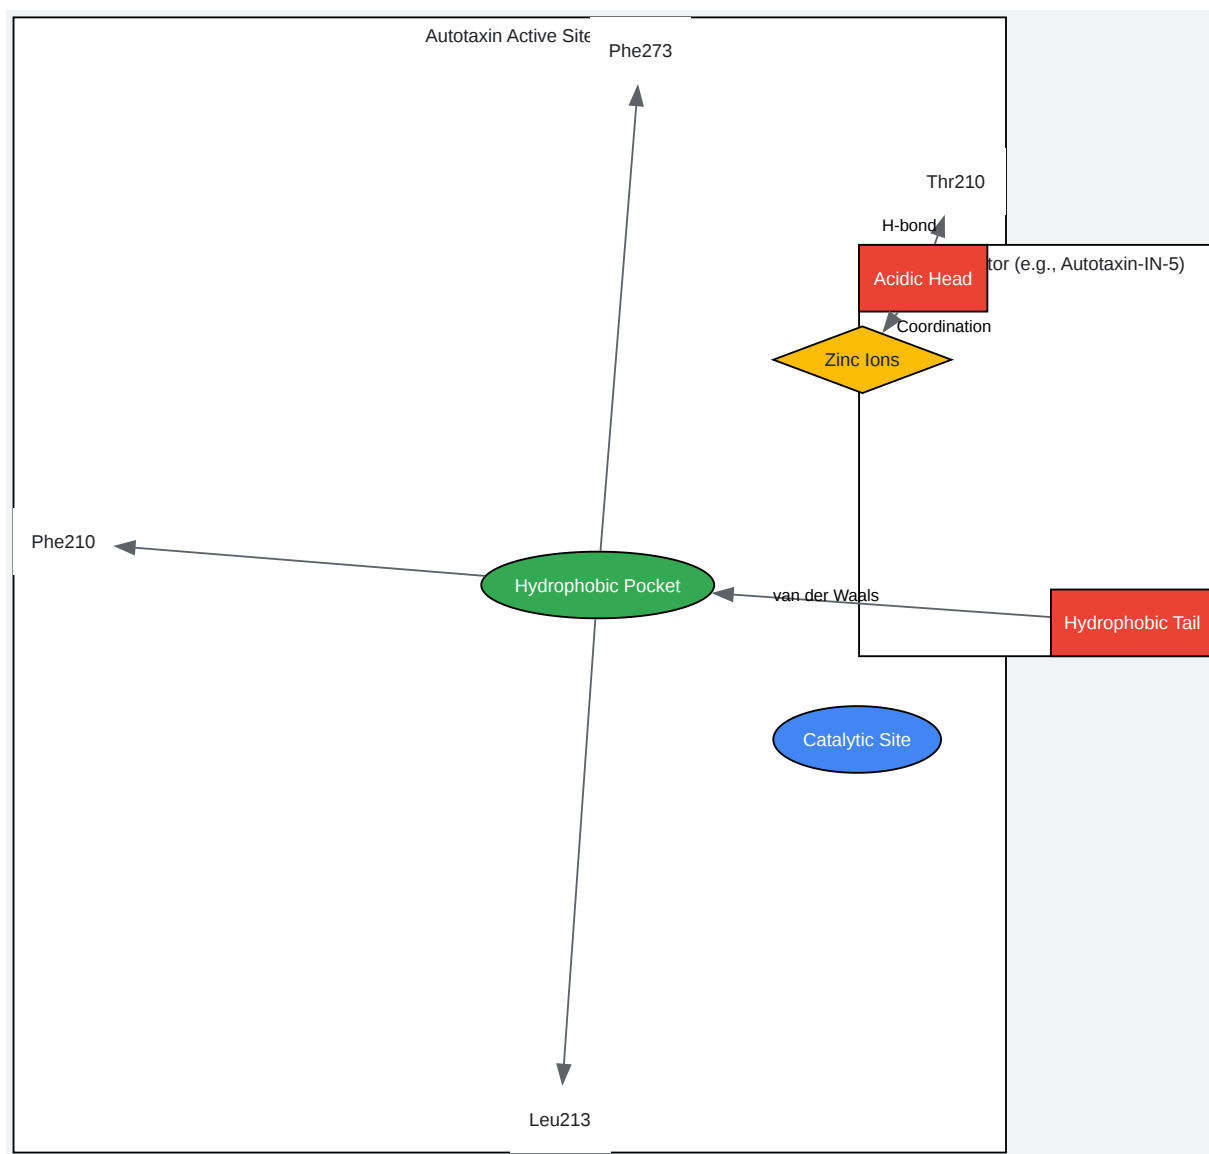 Autotaxin Active Site
Phe273
Thr210
H-bond
Acidic Head
tor (e.g., Autotaxin-IN-5)
Coordination
Zinc Ions
Phe210
Hydrophobic Pocket
van der Waals
Hydrophobic Tail
Catalytic Site
Leu213